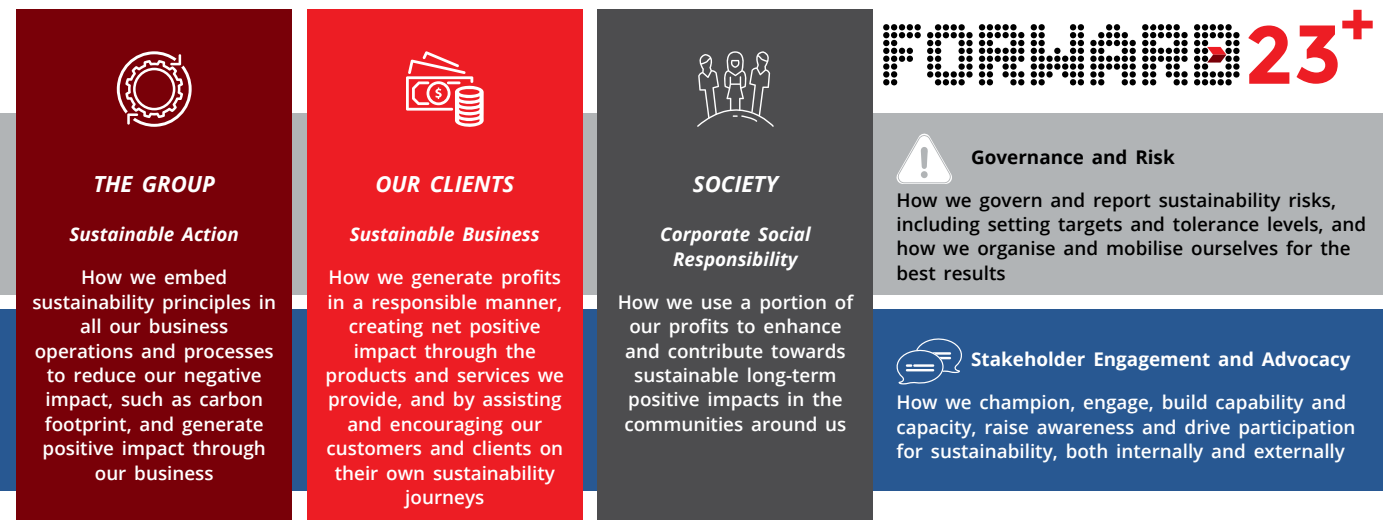 THE GROUP
Sustainable Action
How we embed
sustainability principles in
all our business
operations and processes
to reduce our negative
impact, such as carbon
footprint, and generate
positive impact through
our business
OUR CLIENTS
Sustainable Business
How we generate profits
in a responsible manner,
creating net positive
impact through the
products and services we
provide, and by assisting
and encouraging our
customers and clients on
their own sustainability
journeys
SOCIETY
Corporate Social
Responsibility
How we use a portion of
our profits to enhance
and contribute towards
sustainable long-term
positive impacts in the
communities around us
FORWARD23+
Governance and Risk
How we govern and report sustainability risks,
including setting targets and tolerance levels, and
how we organise and mobilise ourselves for the
best results
Stakeholder Engagement and Advocacy
How we champion, engage, build capability and
capacity, raise awareness and drive participation
for sustainability, both internally and externally